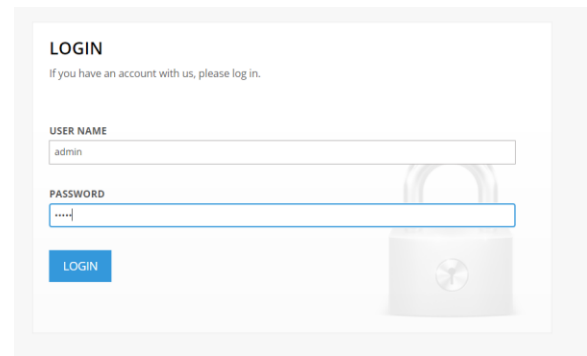 LOGIN
If you have an account with us, please log in.
USER NAME
admin
PASSWORD
•••••
LOGIN